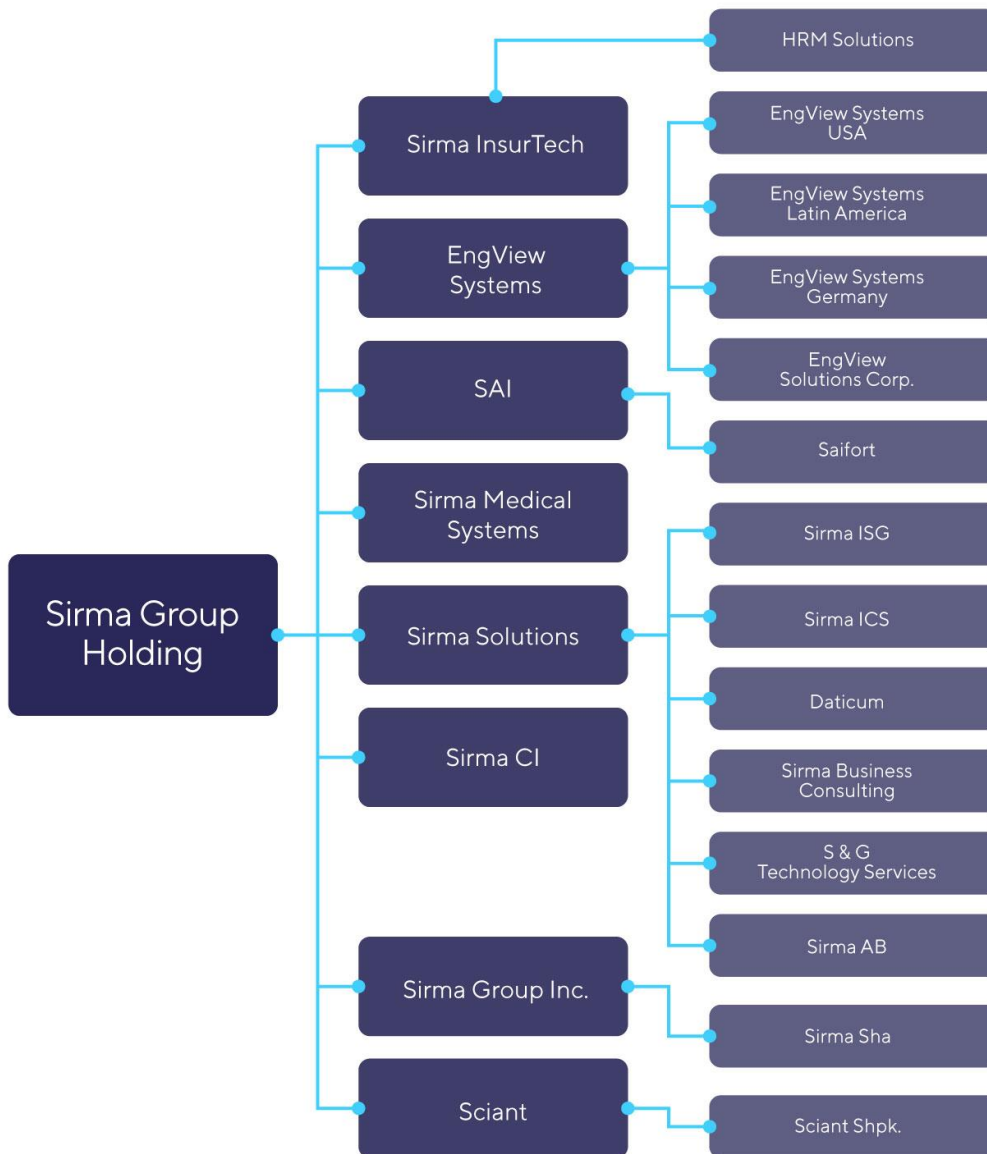 HRM Solutions
Sirma InsurTech
EngView Systems
USA
EngView Systems
Latin America
EngView
Systems
EngView Systems
Germany
EngView
Solutions Corp.
SAI
Saifort
Sirma Medical
Systems
Sirma ISG
Sirma Group
Holding
Sirma Solutions
Sirma ICS
Daticum
Sirma CI
Sirma Business
Consulting
S & G
Technology Services
Sirma AB
Sirma Group Inc.
Sirma Sha
Sciant
Sciant Shpk.